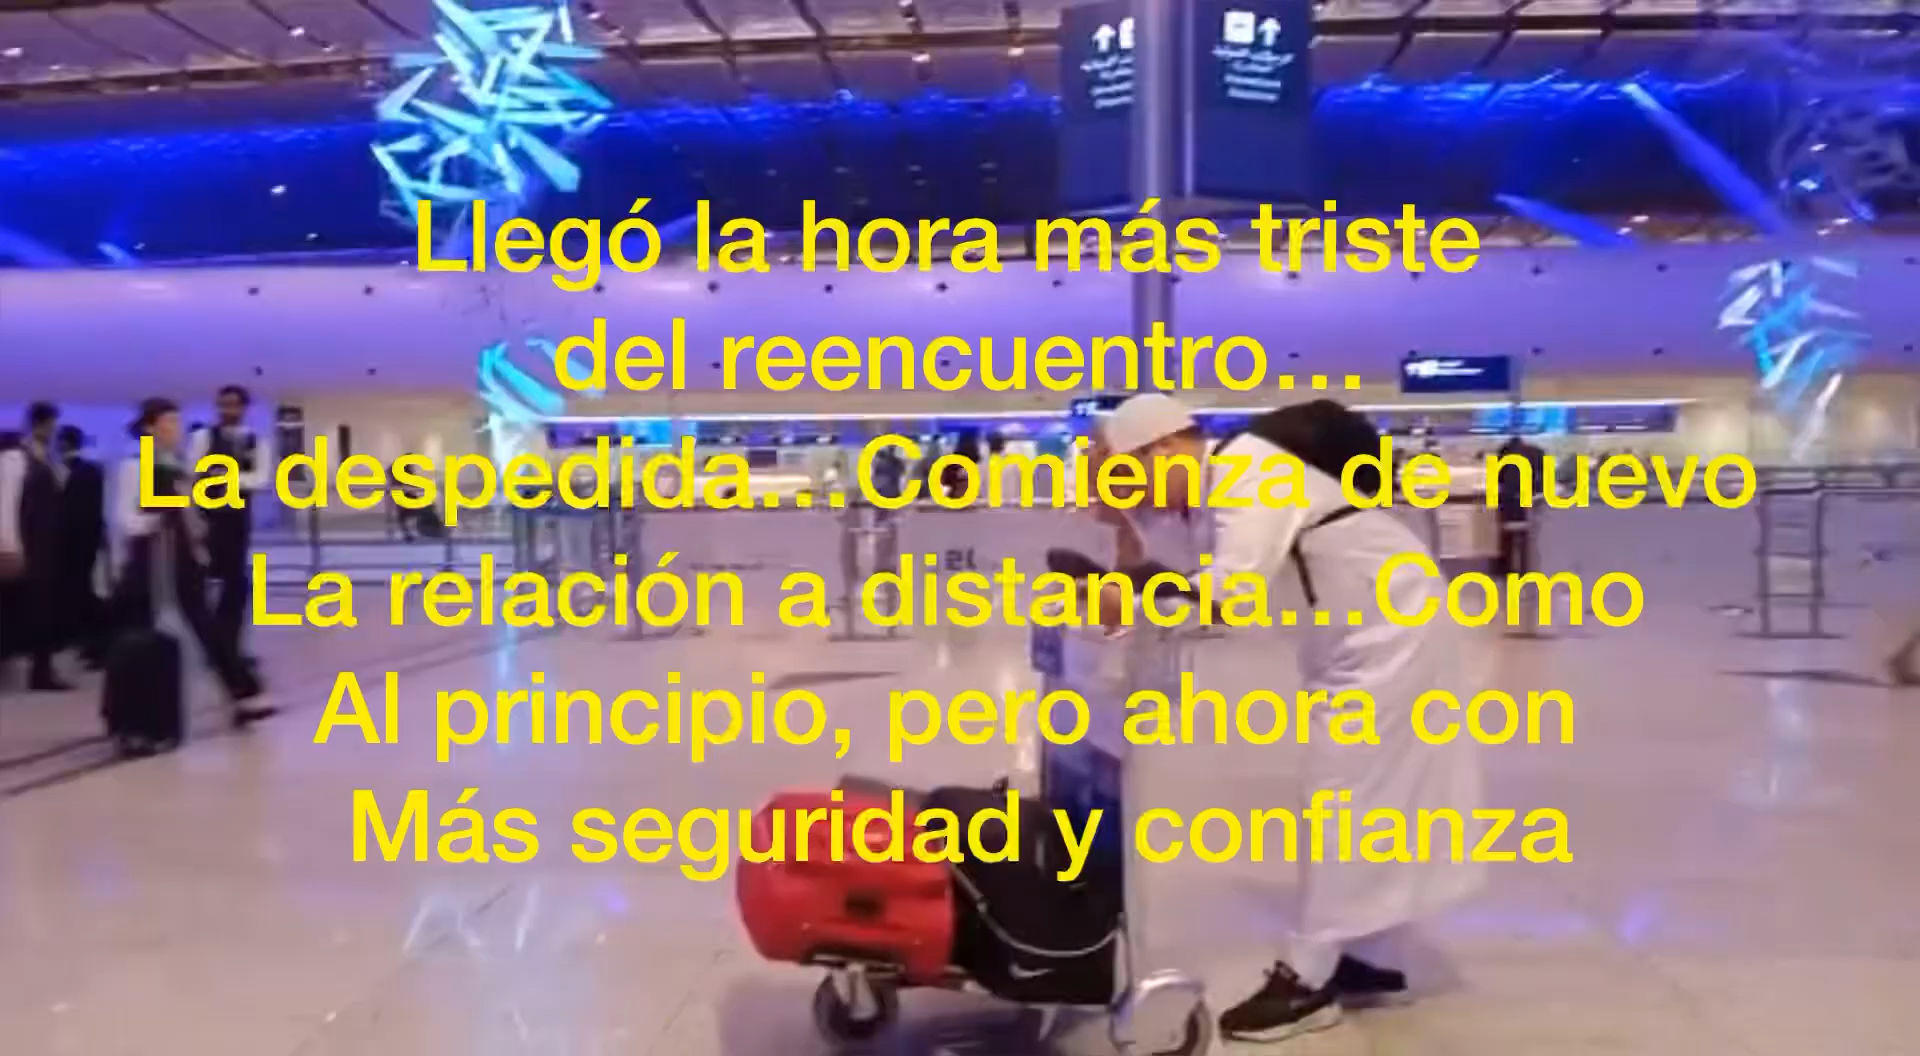 Llegó la hora más triste
del reencuentro...
La despedida...Comienza de nuevo
La relación a distancia...Como
Al principio, pero ahora con
Más seguridad y confianza